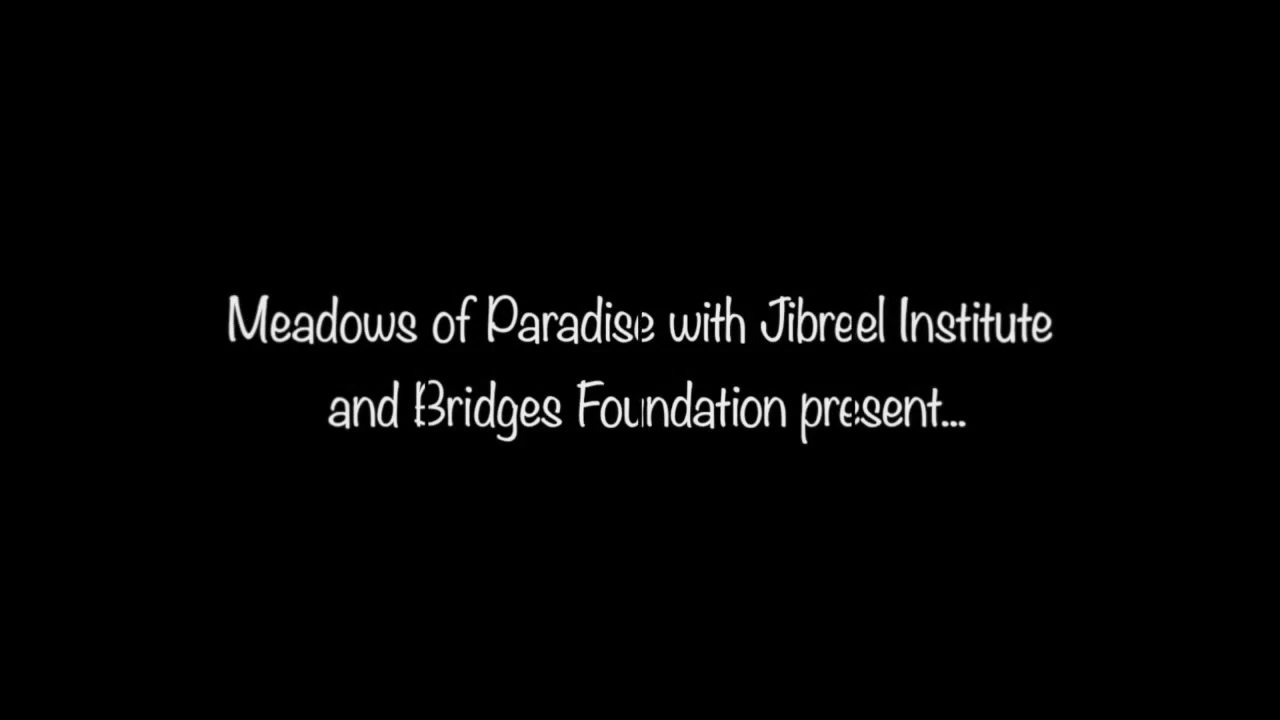 Meadows of Paradise with Jibreel Institute
and Bridges Foundation present...